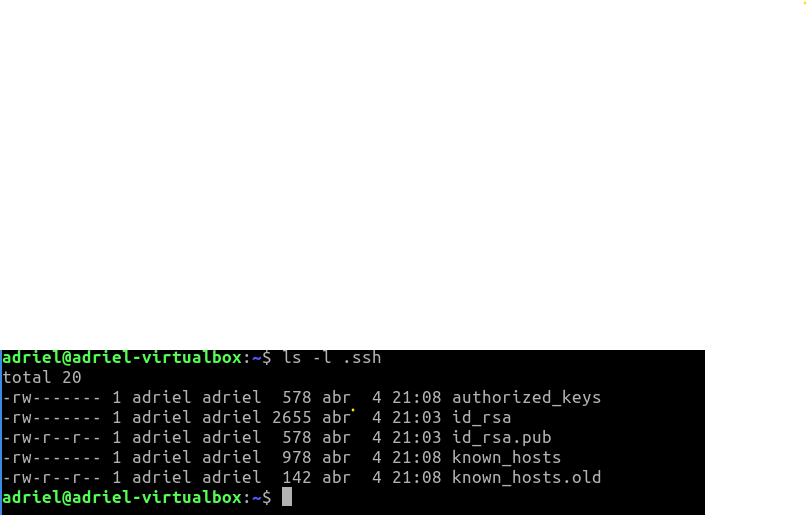 adriel@adriel-virtualbox:~$ ls -l .ssh
total 20
-rw------- 1 adriel adriel  578 abr  4 21:08 authorized_keys
-rw------- 1 adriel adriel 2655 abr  4 21:03 id_rsa
-rw-r--r-- 1 adriel adriel  578 abr  4 21:03 id_rsa.pub
-rw------- 1 adriel adriel  978 abr  4 21:08 known_hosts
-rw-r--r-- 1 adriel adriel  142 abr  4 21:08 known_hosts.old
adriel@adriel-virtualbox:~$